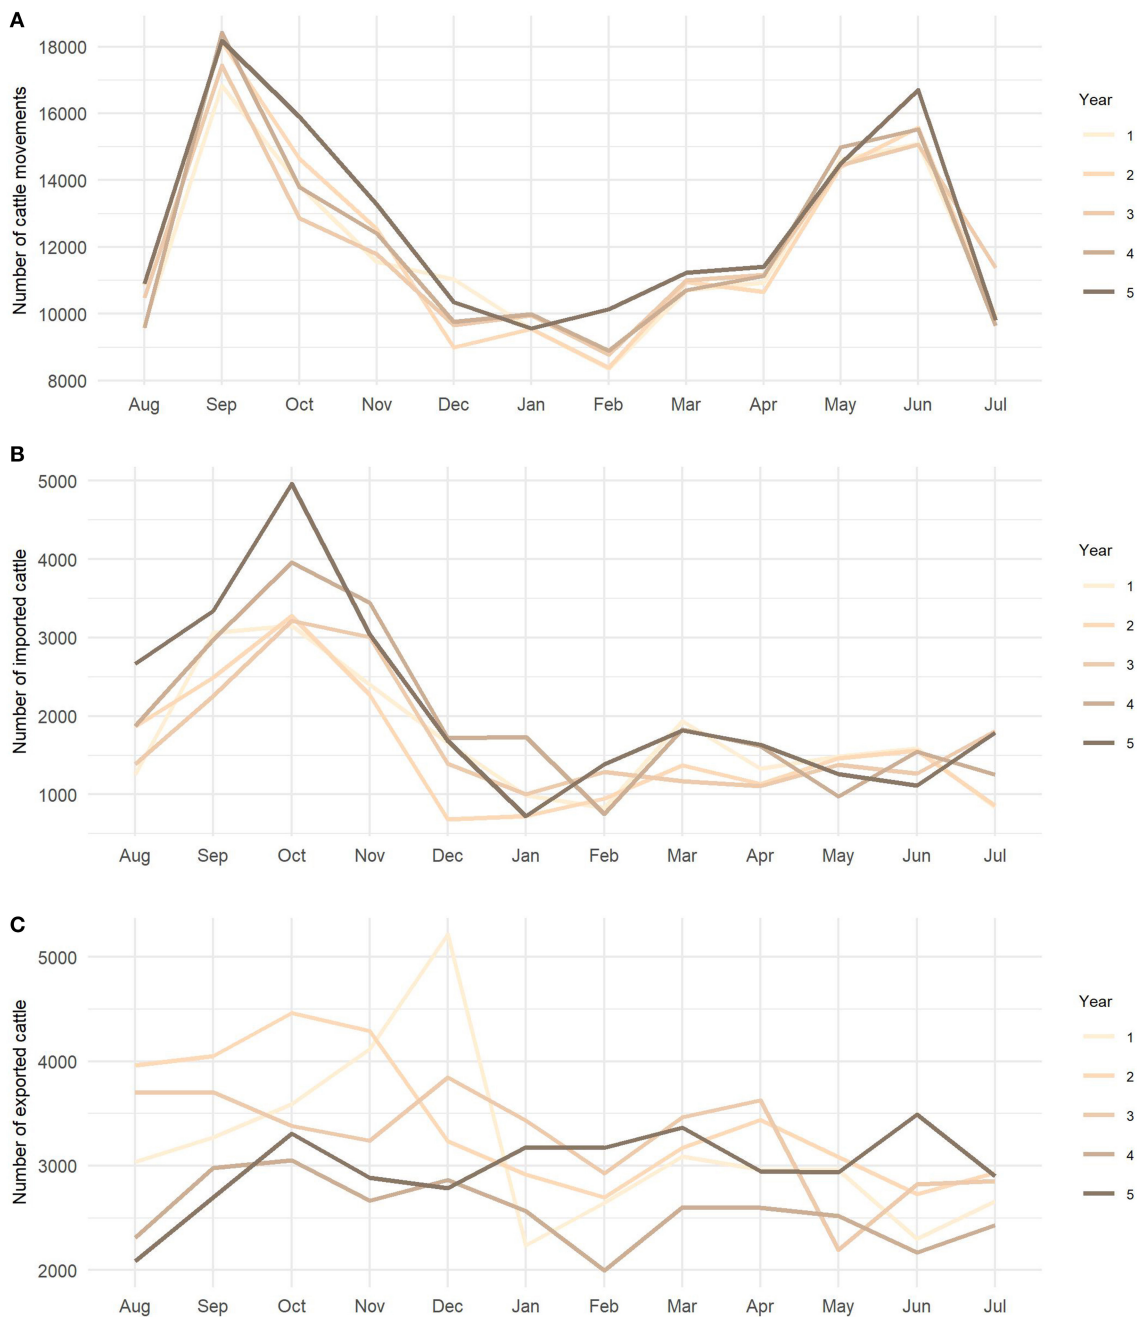 A
Number of cattle movements
18000
16000
14000
12000
10000
8000
Aug Sep Oct Nov Dec Jan Feb Mar Apr May Jun Jul
Year
1
2
3
4
5
B
Number of imported cattle
5000
4000
3000
2000
1000
Aug Sep Oct Nov Dec Jan Feb Mar Apr May Jun Jul
Year
1
2
3
4
5
C
Number of exported cattle
5000
4000
3000
2000
Aug Sep Oct Nov Dec Jan Feb Mar Apr May Jun Jul
Year
1
2
3
4
5